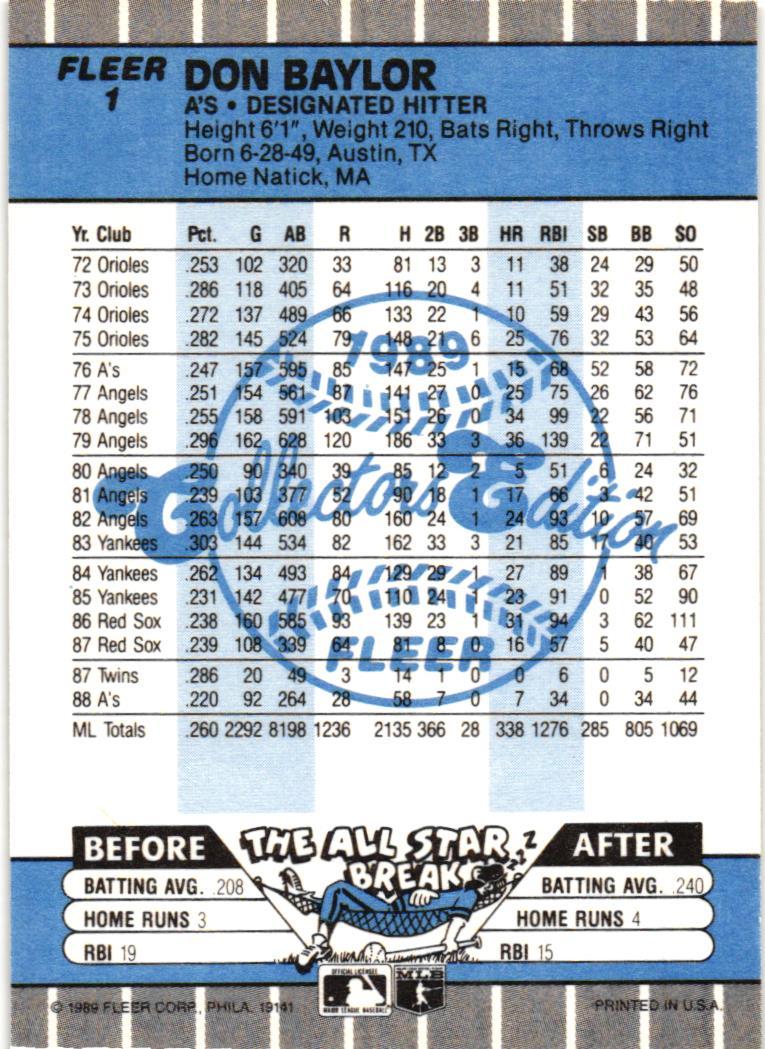 FLEER
1
DON BAYLOR
A'S • DESIGNATED HITTER
Height 6'1", Weight 210, Bats Right, Throws Right
Born 6-28-49, Austin, TX
Home Natick, MA
Yr. Club Pct. G AB R H 2B 3B HR RBI SB BB SO
72 Orioles .253 102 320 33 81 13 3 11 38 24 29 50
73 Orioles .286 118 405 64 116 20 4 11 51 32 35 48
74 Orioles .272 137 489 66 133 22 1 10 59 29 43 56
75 Orioles .282 145 524 79 148 21 6 25 76 32 53 64
76 A's .247 157 595 85 147 25 1 15 68 52 58 72
77 Angels .251 154 561 87 141 27 0 25 75 26 62 76
78 Angels .255 158 591 103 151 26 0 34 99 22 56 71
79 Angels .296 162 628 120 186 33 3 36 139 22 71 51
80 Angels .250 90 340 39 85 12 2 5 51 6 24 32
81 Angels .239 103 377 52 90 18 1 17 66 3 42 51
82 Angels .263 157 608 80 160 24 1 24 93 10 57 69
83 Yankees .303 144 534 82 162 33 3 21 85 17 40 53
84 Yankees .262 134 493 84 129 29 1 27 89 1 38 67
85 Yankees .231 142 477 70 110 24 1 23 91 0 52 90
86 Red Sox .238 160 585 93 139 23 1 31 94 3 62 111
87 Red Sox .239 108 339 64 81 8 0 16 57 5 40 47
87 Twins .286 20 49 3 14 1 0 0 6 0 5 12
88 A's .220 92 264 28 58 7 0 7 34 0 34 44
ML Totals .260 2292 8198 1236 2135 366 28 338 1276 285 805 1069
1989
Collectors Edition
FLEER
BEFORE THE ALL STAR BREAK AFTER
zzZ
BATTING AVG. .208 BATTING AVG. .240
HOME RUNS 3 HOME RUNS 4
RBI 19 RBI 15
OFFICIAL LICENSEE
MAJOR LEAGUE BASEBALL
MLB
© 1989 FLEER CORP., PHILA. 19141 PRINTED IN U.S.A.